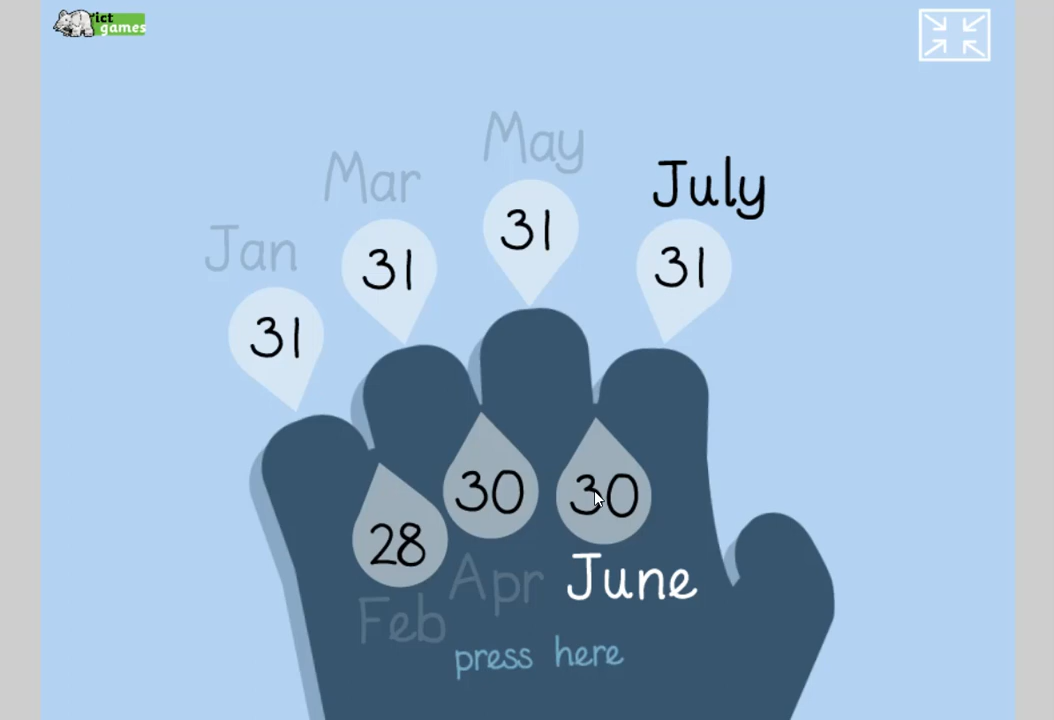 ict
games
May
Mar
July
Jan
31
31
31
31
30
30
28
June
Apr
Feb
press here